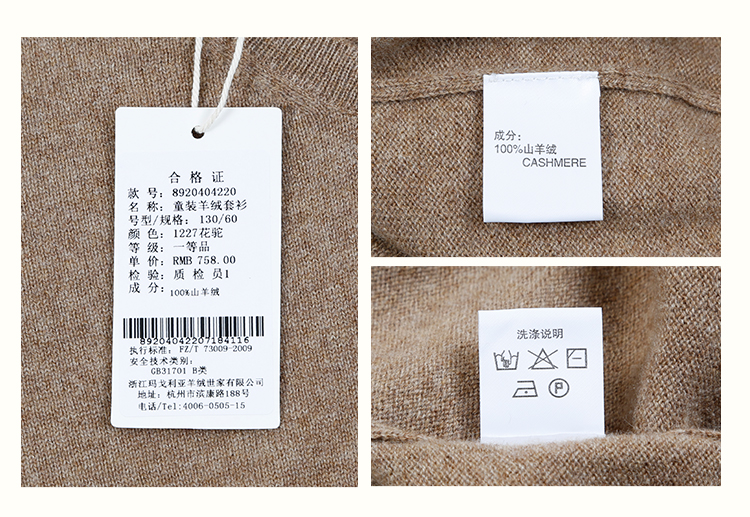 合格证
款号：8920404220
名称：童装羊绒套衫
号型/规格：130/60
颜色：1227花驼
等级：一等品
单价：RMB 758.00
检验：质检员1
成分：100%山羊绒
89204042207184116
执行标准：FZ/T 73009-2009
安全技术类别：
GB31701 B类
浙江玛戈利亚羊绒世家有限公司
地址：杭州市滨康路188号
电话/Tel:4006-0505-15
成分：
100%山羊绒
CASHMERE
洗涤说明
P